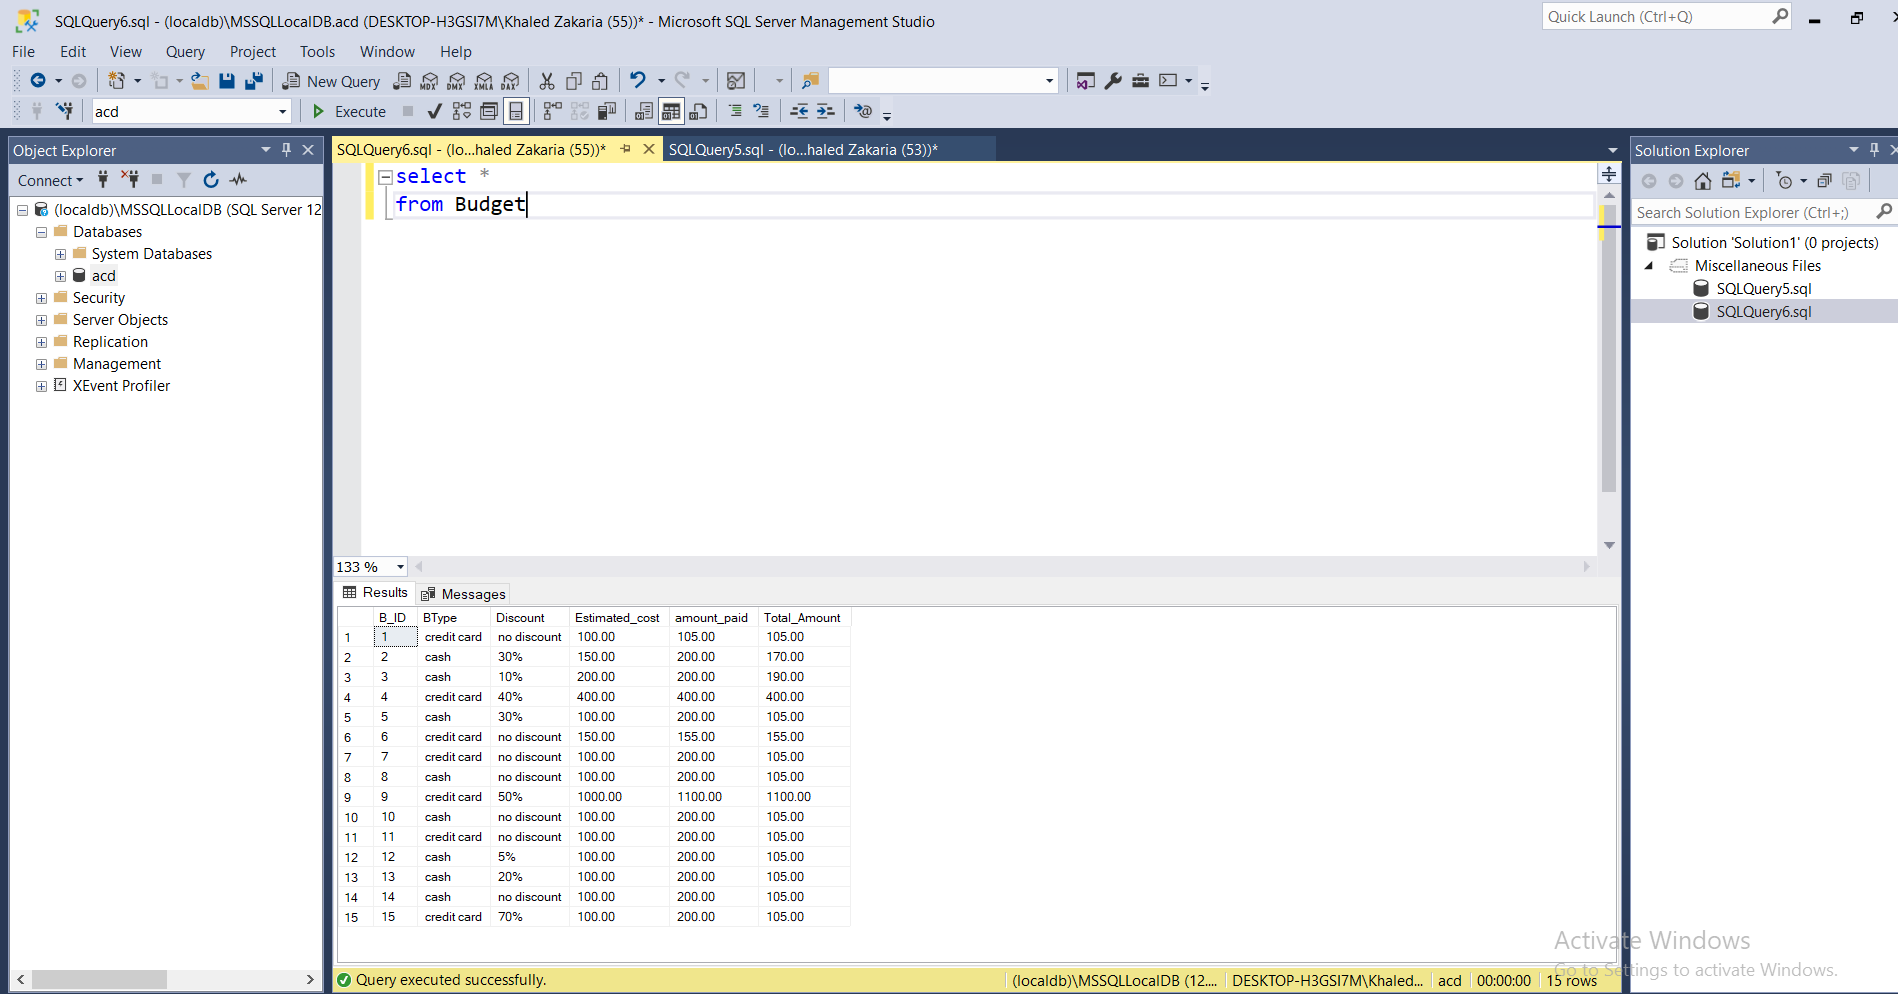 SQLQuery6.sql - (localdb)\MSSQLLocalDB.acd (DESKTOP-H3GSI7M\Khaled Zakaria (55))* - Microsoft SQL Server Management Studio
Quick Launch (Ctrl+Q)
File Edit View Query Project Tools Window Help
New Query MDX DMX XMLA DAX
acd Execute
Object Explorer
Connect
(localdb)\MSSQLLocalDB (SQL Server 12
Databases
System Databases
acd
Security
Server Objects
Replication
Management
XEvent Profiler
SQLQuery6.sql - (lo...haled Zakaria (55))* SQLQuery5.sql - (lo...haled Zakaria (53))*
select *
from Budget
133 %
Results Messages
B_ID BType Discount Estimated_cost amount_paid Total_Amount
1 1 credit card no discount 100.00 105.00 105.00
2 2 cash 30% 150.00 200.00 170.00
3 3 cash 10% 200.00 200.00 190.00
4 4 credit card 40% 400.00 400.00 400.00
5 5 cash 30% 100.00 200.00 105.00
6 6 credit card no discount 150.00 155.00 155.00
7 7 credit card no discount 100.00 200.00 105.00
8 8 cash no discount 100.00 200.00 105.00
9 9 credit card 50% 1000.00 1100.00 1100.00
10 10 cash no discount 100.00 200.00 105.00
11 11 credit card no discount 100.00 200.00 105.00
12 12 cash 5% 100.00 200.00 105.00
13 13 cash 20% 100.00 200.00 105.00
14 14 cash no discount 100.00 200.00 105.00
15 15 credit card 70% 100.00 200.00 105.00
Query executed successfully.
(localdb)\MSSQLLocalDB (12.... DESKTOP-H3GSI7M\Khaled... acd 00:00:00 15 rows
Solution Explorer
Search Solution Explorer (Ctrl+;)
Solution 'Solution1' (0 projects)
Miscellaneous Files
SQLQuery5.sql
SQLQuery6.sql
Activate Windows
Go to Settings to activate Windows.